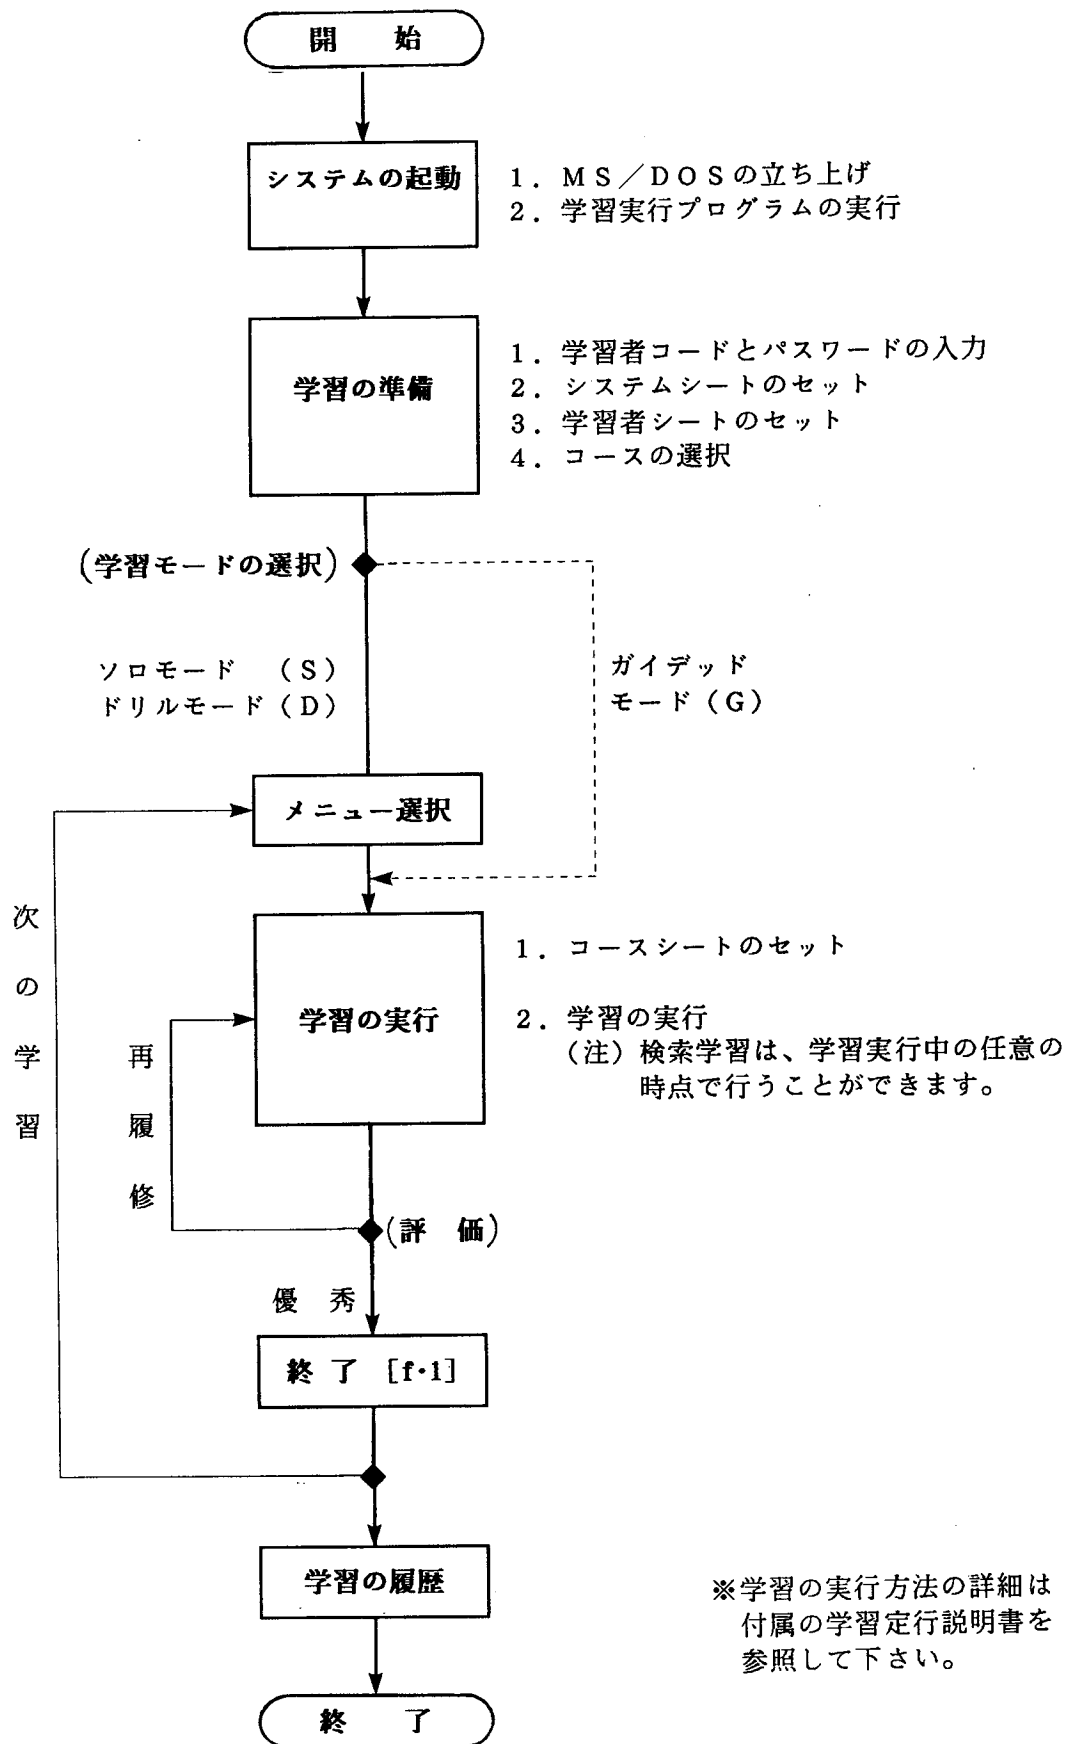 開　始
システムの起動
1．ＭＳ／ＤＯＳの立ち上げ
2．学習実行プログラムの実行
学習の準備
1．学習者コードとパスワードの入力
2．システムシートのセット
3．学習者シートのセット
4．コースの選択
(学習モードの選択)
ソロモード　（Ｓ）
ドリルモード（Ｄ）
ガイデッド
モード（Ｇ）
メニュー選択
次の学習
再履修
学習の実行
1．コースシートのセット
2．学習の実行
（注）検索学習は、学習実行中の任意の
時点で行うことができます。
(評　価)
優　秀
終　了　[f・1]
学習の履歴
※学習の実行方法の詳細は
付属の学習定行説明書を
参照して下さい。
終　了